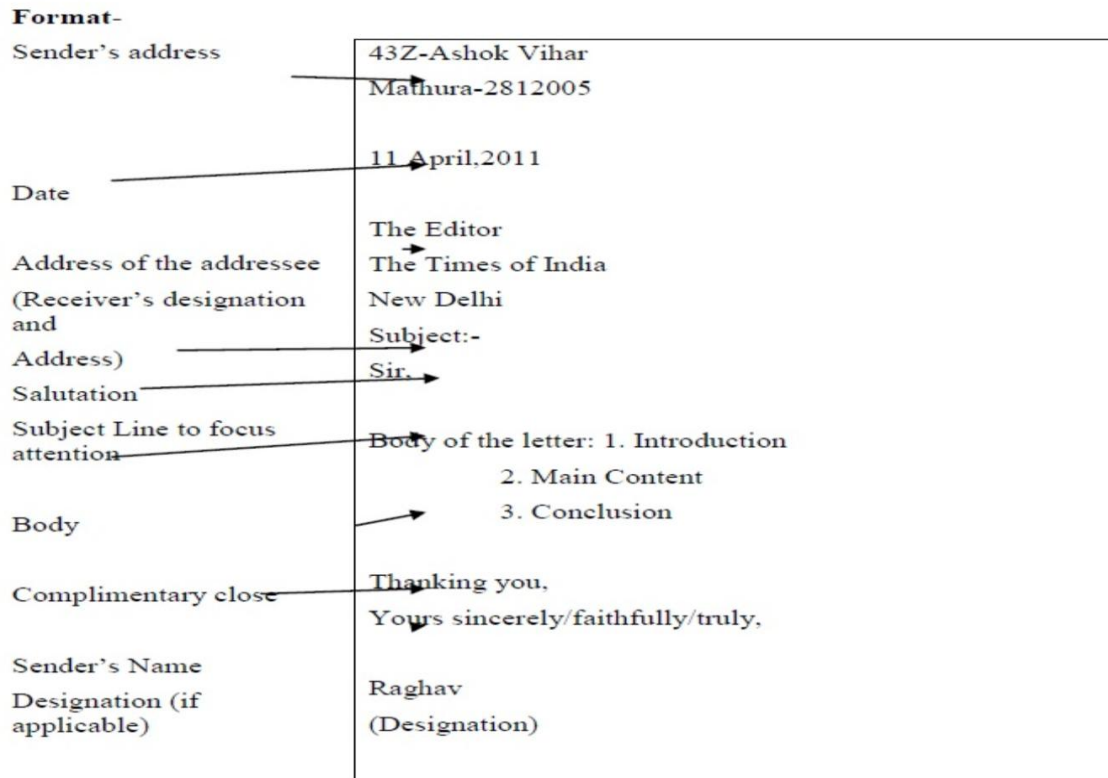 Format-
Sender's address
43Z-Ashok Vihar
Mathura-2812005
11 April,2011
Date
The Editor
Address of the addressee
The Times of India
(Receiver's designation
and
New Delhi
Subject:-
Address)
Sir,
Salutation
Subject Line to focus
attention
Body of the letter: 1. Introduction
2. Main Content
3. Conclusion
Body
Thanking you,
Complimentary close
Yours sincerely/faithfully/truly,
Sender's Name
Raghav
Designation (if
applicable)
(Designation)